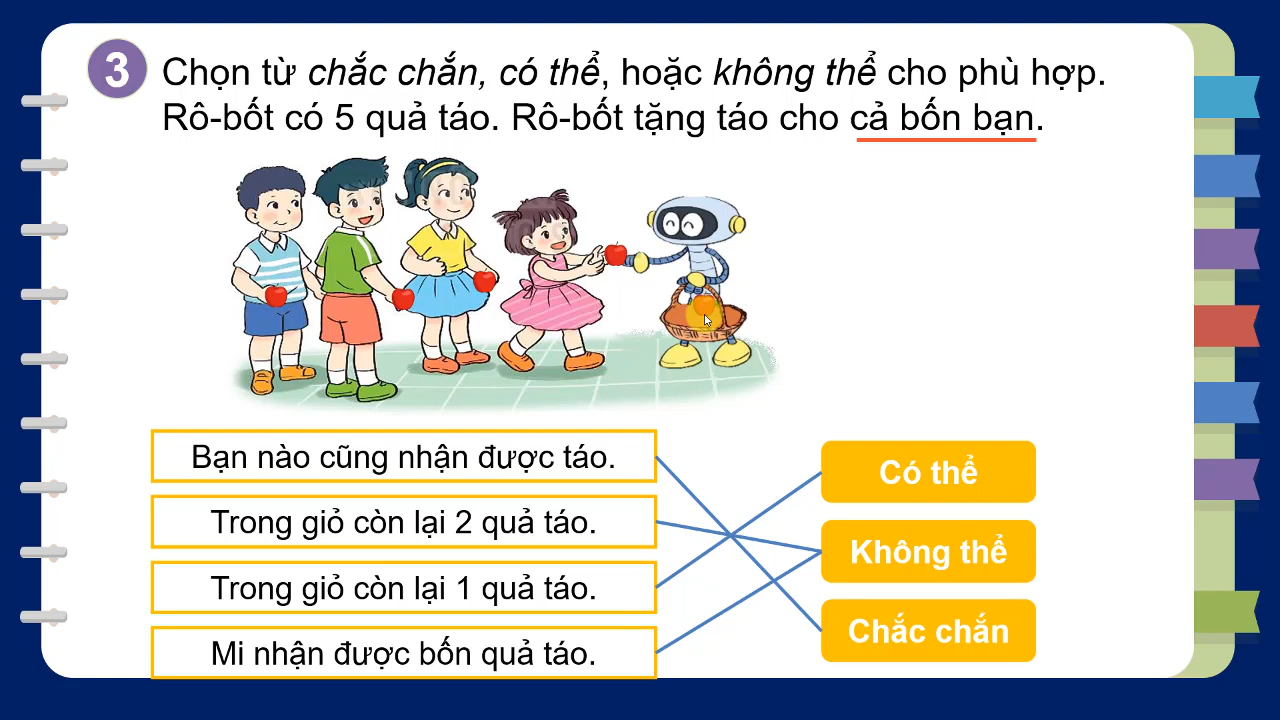 3
Chọn từ chắc chắn, có thể, hoặc không thể cho phù hợp.
Rô-bốt có 5 quả táo. Rô-bốt tặng táo cho cả bốn bạn.
Bạn nào cũng nhận được táo.
Trong giỏ còn lại 2 quả táo.
Trong giỏ còn lại 1 quả táo.
Mi nhận được bốn quả táo.
Có thể
Không thể
Chắc chắn